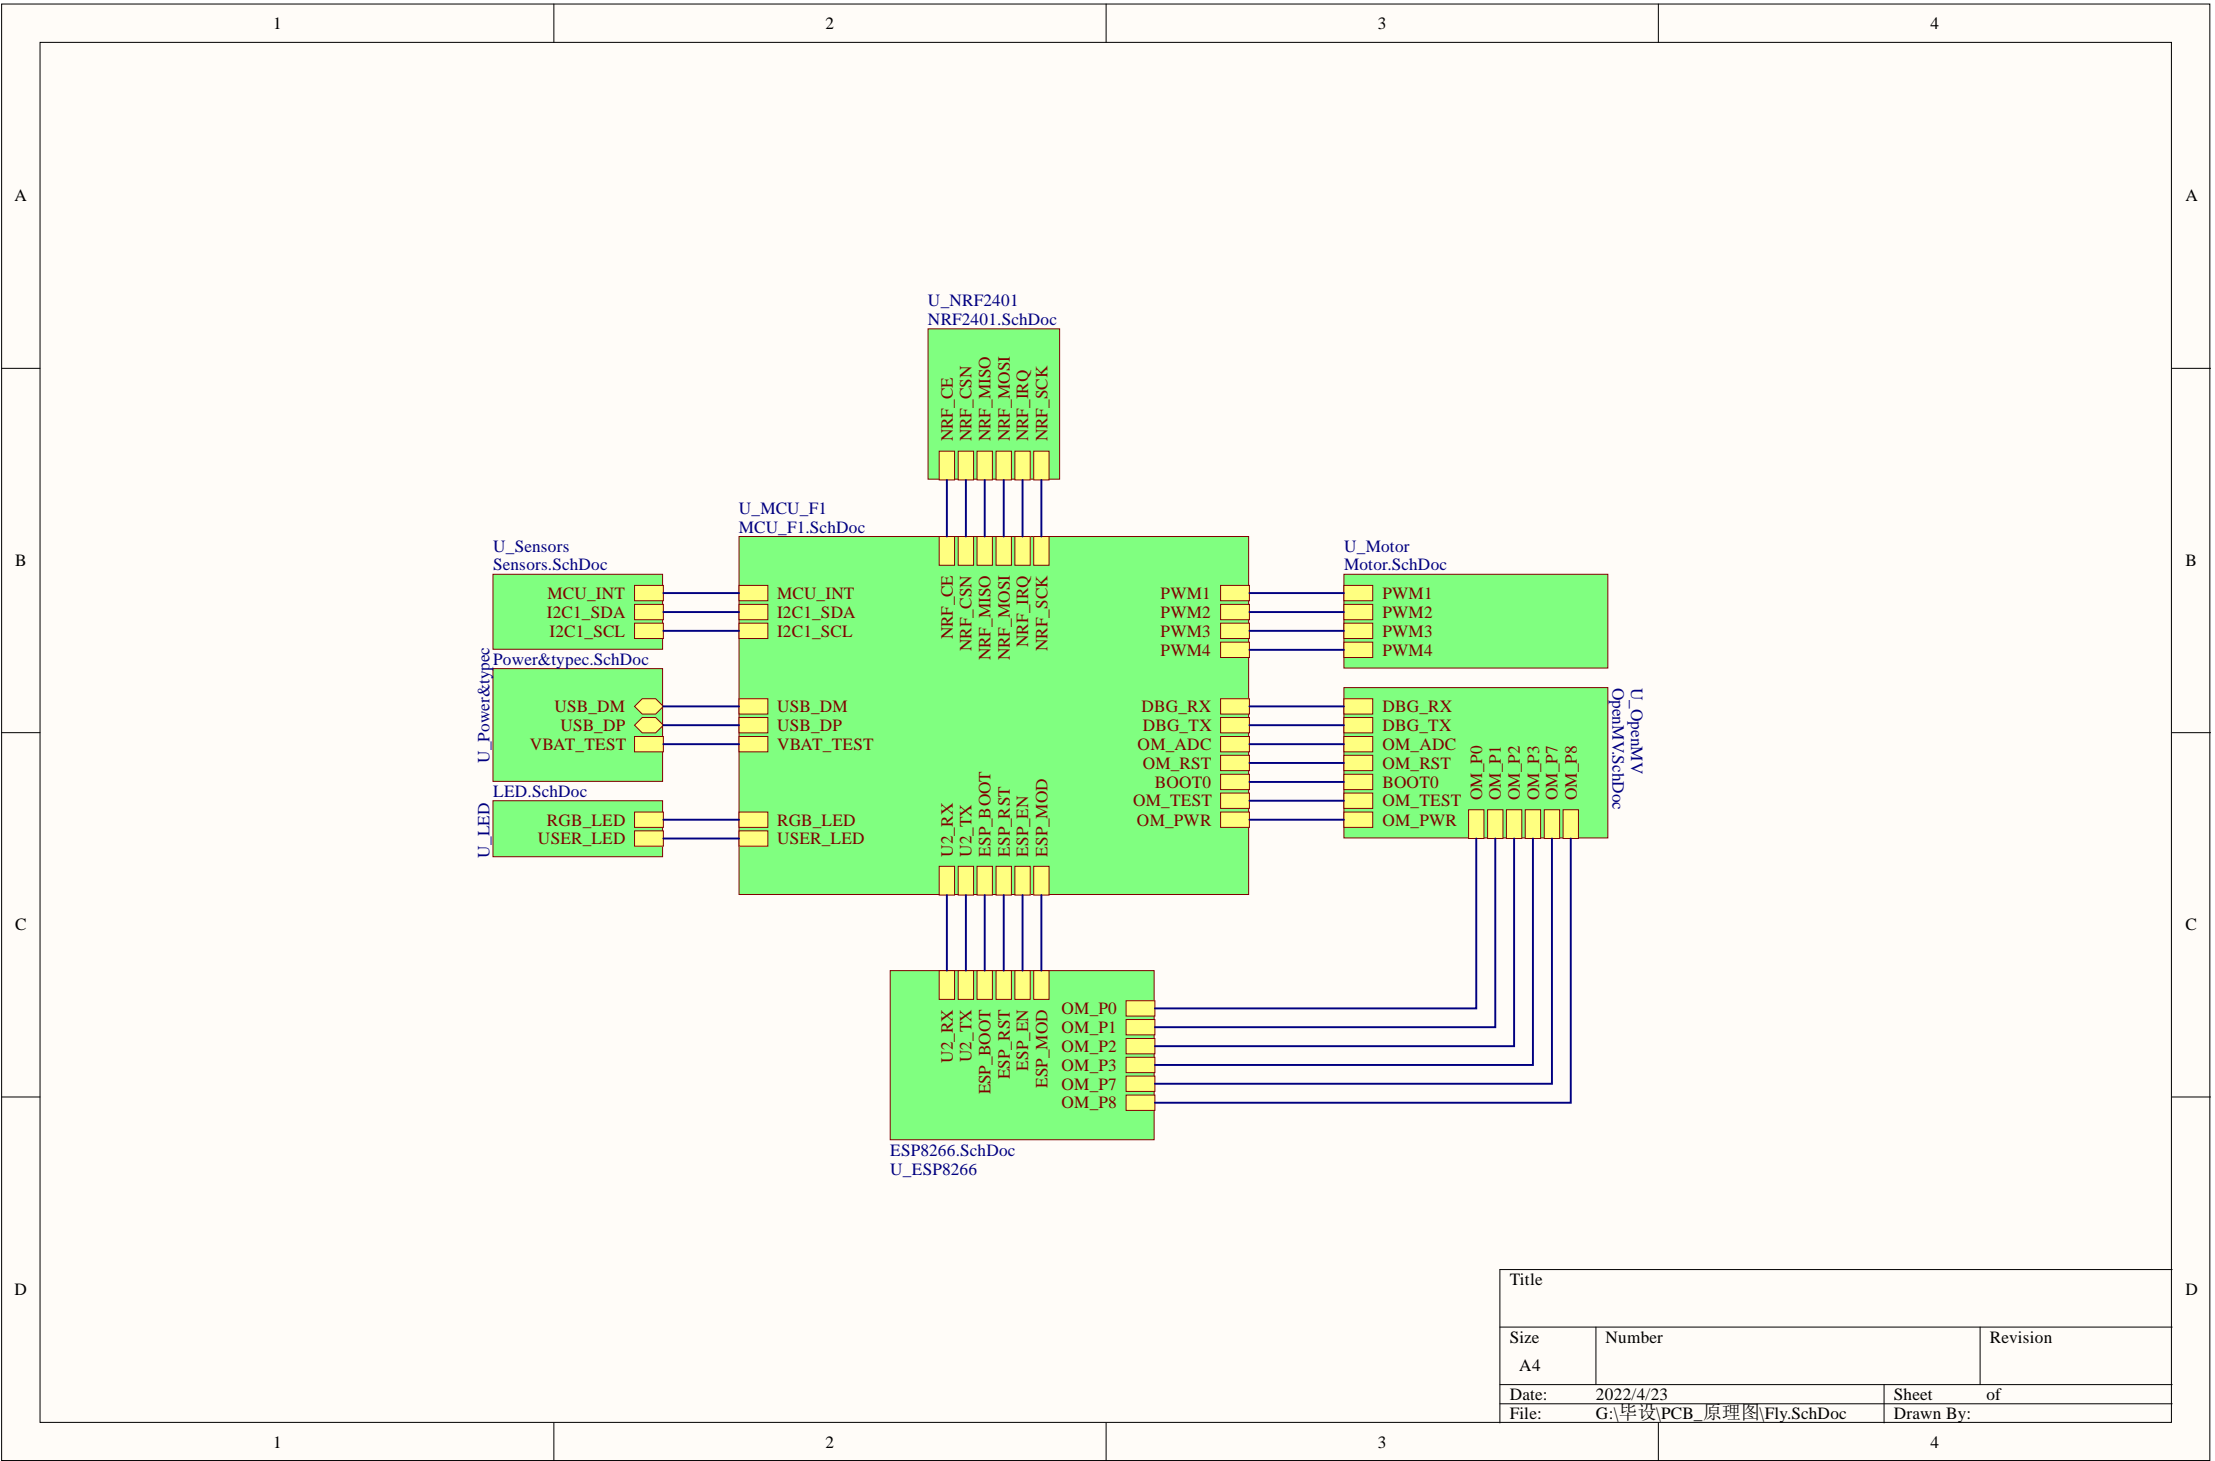 1 2 3 4
A A
B B
C C
D D
U_NRF2401
NRF2401.SchDoc
NRF_CE
NRF_CSN
NRF_MISO
NRF_MOSI
NRF_IRQ
NRF_SCK
U_MCU_F1
MCU_F1.SchDoc
NRF_CE
NRF_CSN
NRF_MISO
NRF_MOSI
NRF_IRQ
NRF_SCK
MCU_INT
I2C1_SDA
I2C1_SCL
USB_DM
USB_DP
VBAT_TEST
RGB_LED
USER_LED
PWM1
PWM2
PWM3
PWM4
DBG_RX
DBG_TX
OM_ADC
OM_RST
BOOT0
OM_TEST
OM_PWR
U2_RX
U2_TX
ESP_BOOT
ESP_RST
ESP_EN
ESP_MOD
U_Sensors
Sensors.SchDoc
MCU_INT
I2C1_SDA
I2C1_SCL
U_Power&typec
Power&typec.SchDoc
USB_DM
USB_DP
VBAT_TEST
U_LED
LED.SchDoc
RGB_LED
USER_LED
U_Motor
Motor.SchDoc
PWM1
PWM2
PWM3
PWM4
U_OpenMV
OpenMV.SchDoc
DBG_RX
DBG_TX
OM_ADC
OM_RST
BOOT0
OM_TEST
OM_PWR
OM_P0
OM_P1
OM_P2
OM_P3
OM_P7
OM_P8
U2_RX
U2_TX
ESP_BOOT
ESP_RST
ESP_EN
ESP_MOD
OM_P0
OM_P1
OM_P2
OM_P3
OM_P7
OM_P8
ESP8266.SchDoc
U_ESP8266
Title
Size Number Revision
A4
Date: 2022/4/23 Sheet of
File: G:\毕设\PCB_原理图\Fly.SchDoc Drawn By:
1 2 3 4